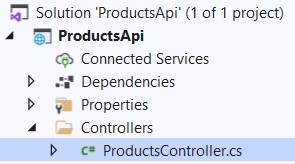 Solution 'ProductsApi' (1 of 1 project)
ProductsApi
Connected Services
Dependencies
Properties
Controllers
C# ProductsController.cs